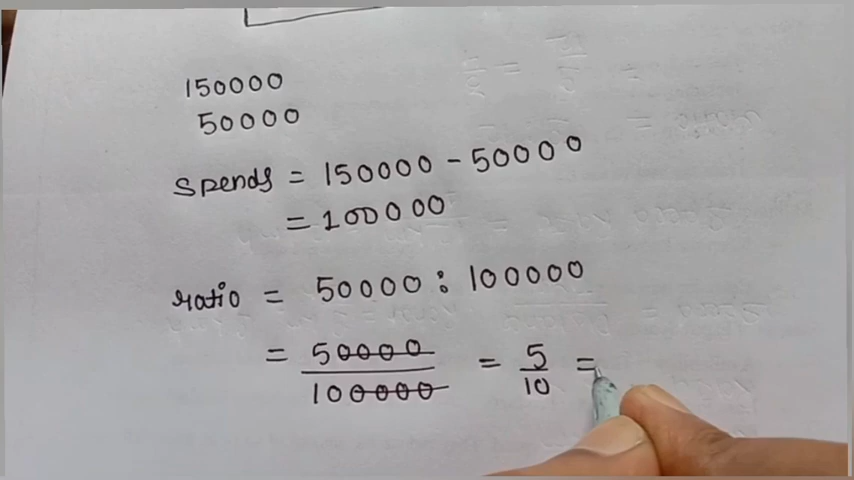 150000
50000
spends = 150000 - 50000
= 100000
ratio = 50000 : 100000
= 50000/100000 = 5/10 =